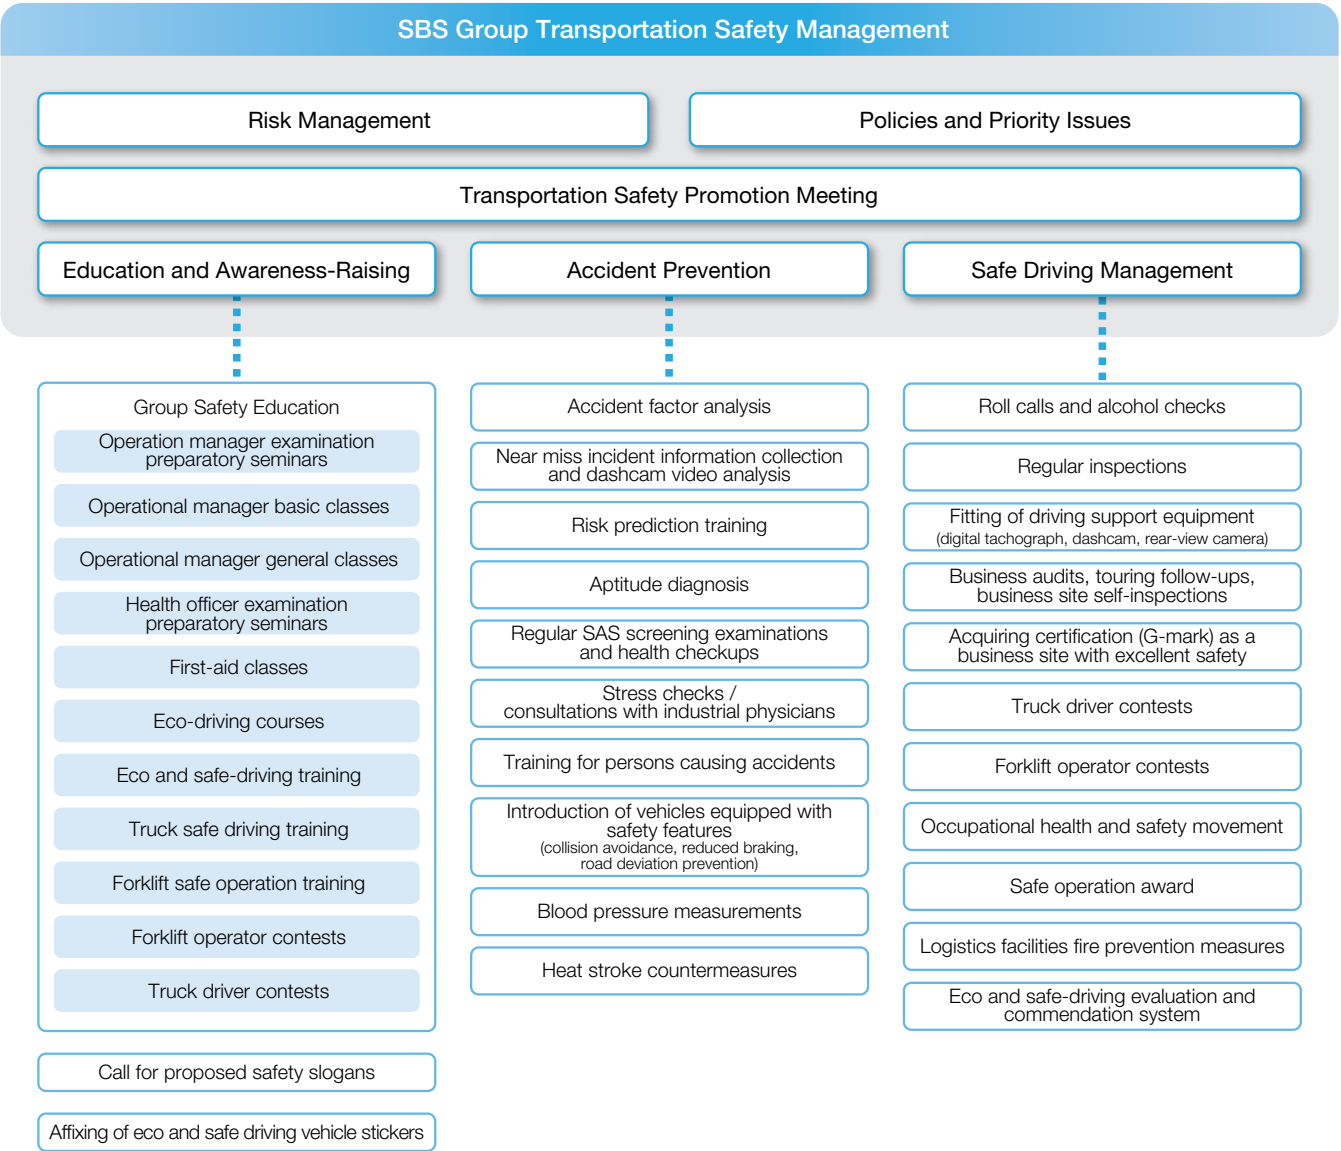 SBS Group Transportation Safety Management
Risk Management
Policies and Priority Issues
Transportation Safety Promotion Meeting
Education and Awareness-Raising
Accident Prevention
Safe Driving Management
Group Safety Education
Operation manager examination
preparatory seminars
Operational manager basic classes
Operational manager general classes
Health officer examination
preparatory seminars
First-aid classes
Eco-driving courses
Eco and safe-driving training
Truck safe driving training
Forklift safe operation training
Forklift operator contests
Truck driver contests
Call for proposed safety slogans
Affixing of eco and safe driving vehicle stickers
Accident factor analysis
Near miss incident information collection
and dashcam video analysis
Risk prediction training
Aptitude diagnosis
Regular SAS screening examinations
and health checkups
Stress checks /
consultations with industrial physicians
Training for persons causing accidents
Introduction of vehicles equipped with
safety features
(collision avoidance, reduced braking,
road deviation prevention)
Blood pressure measurements
Heat stroke countermeasures
Roll calls and alcohol checks
Regular inspections
Fitting of driving support equipment
(digital tachograph, dashcam, rear-view camera)
Business audits, touring follow-ups,
business site self-inspections
Acquiring certification (G-mark) as a
business site with excellent safety
Truck driver contests
Forklift operator contests
Occupational health and safety movement
Safe operation award
Logistics facilities fire prevention measures
Eco and safe-driving evaluation and
commendation system